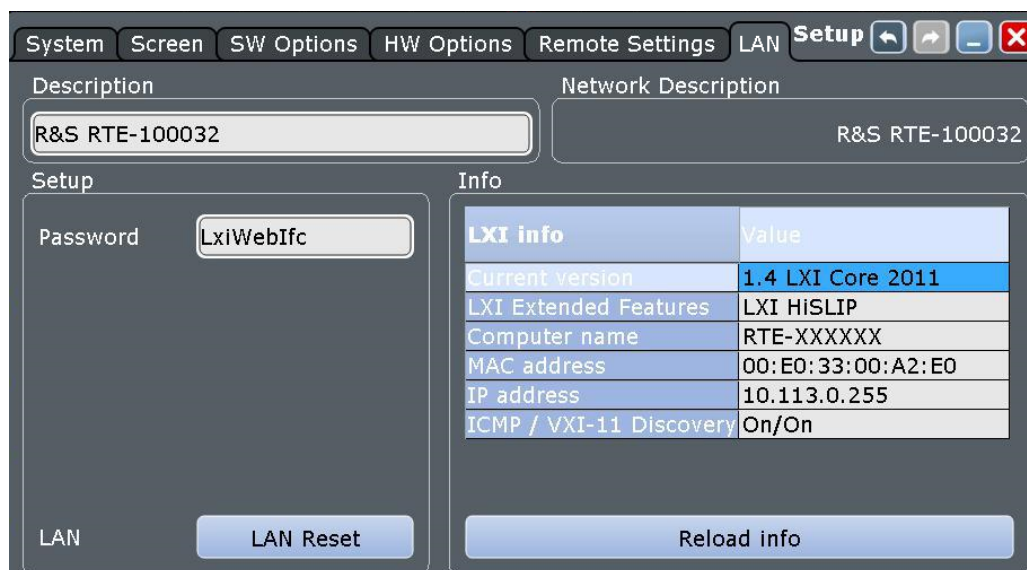 System Screen SW Options HW Options Remote Settings LAN Setup
Description Network Description
R&S RTE-100032 R&S RTE-100032
Setup Info
Password LxiWebIfc
LXI info Value
Current version 1.4 LXI Core 2011
LXI Extended Features LXI HiSLIP
Computer name RTE-XXXXXX
MAC address 00:E0:33:00:A2:E0
IP address 10.113.0.255
ICMP / VXI-11 Discovery On/On
LAN LAN Reset Reload info